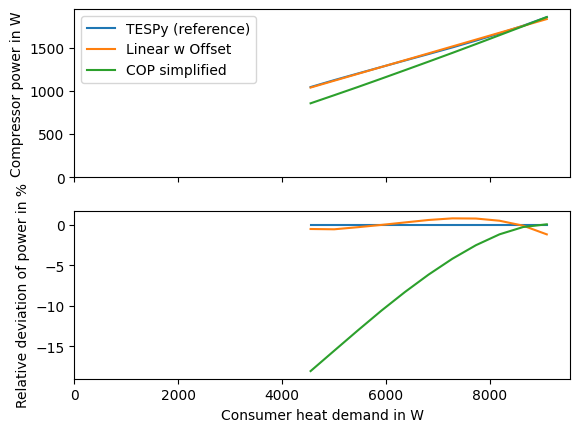 Compressor power in W
1500
1000
500
0
TESPy (reference)
Linear w Offset
COP simplified
Relative deviation of power in %
0
−5
−10
−15
0 2000 4000 6000 8000
Consumer heat demand in W